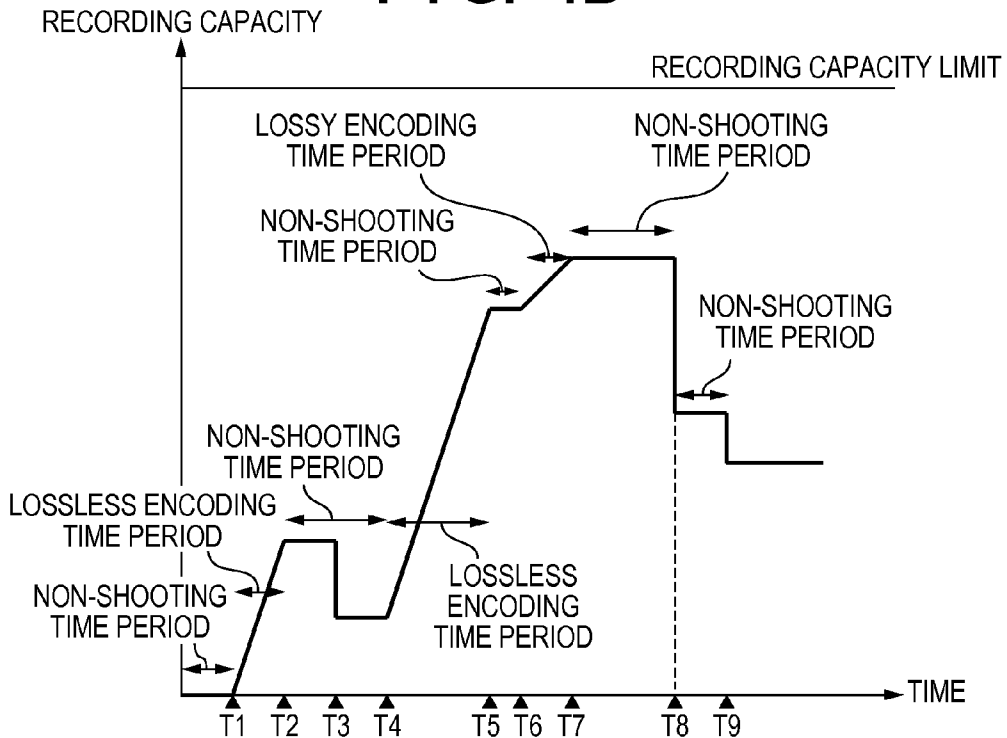 RECORDING CAPACITY
RECORDING CAPACITY LIMIT
LOSSY ENCODING
TIME PERIOD
NON-SHOOTING
TIME PERIOD
NON-SHOOTING
TIME PERIOD
NON-SHOOTING
TIME PERIOD
NON-SHOOTING
TIME PERIOD
LOSSLESS ENCODING
TIME PERIOD
LOSSLESS
ENCODING
TIME PERIOD
NON-SHOOTING
TIME PERIOD
TIME
T1 T2 T3 T4 T5 T6 T7 T8 T9